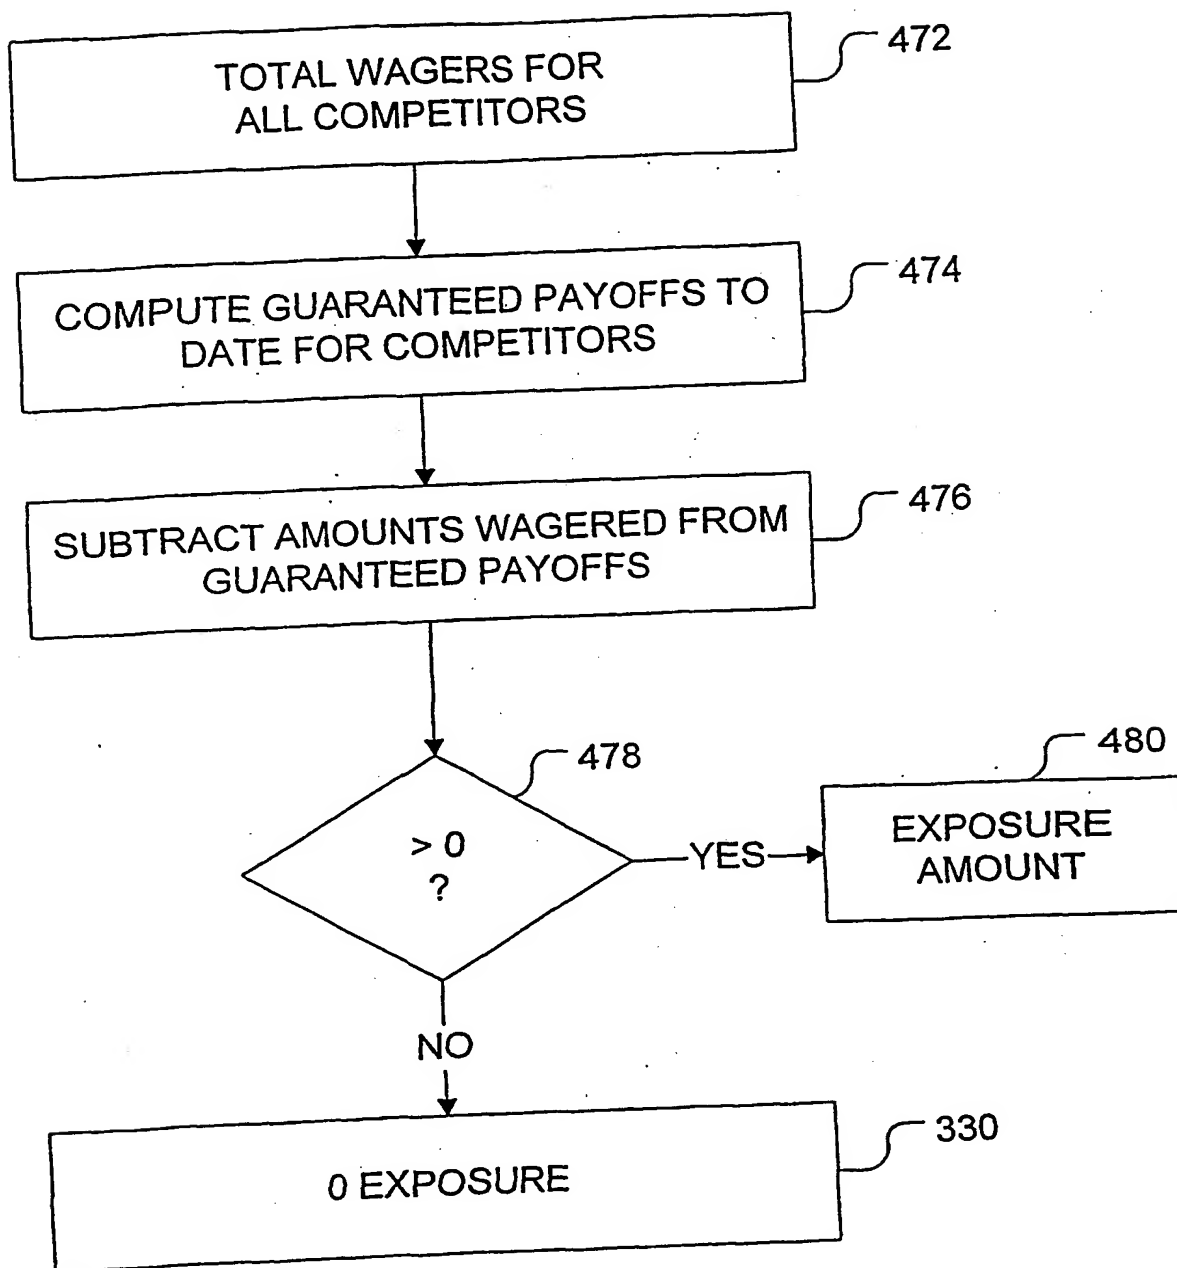 472
TOTAL WAGERS FOR
ALL COMPETITORS
474
COMPUTE GUARANTEED PAYOFFS TO
DATE FOR COMPETITORS
476
SUBTRACT AMOUNTS WAGERED FROM
GUARANTEED PAYOFFS
478
> 0
?
YES
480
EXPOSURE
AMOUNT
NO
330
0 EXPOSURE